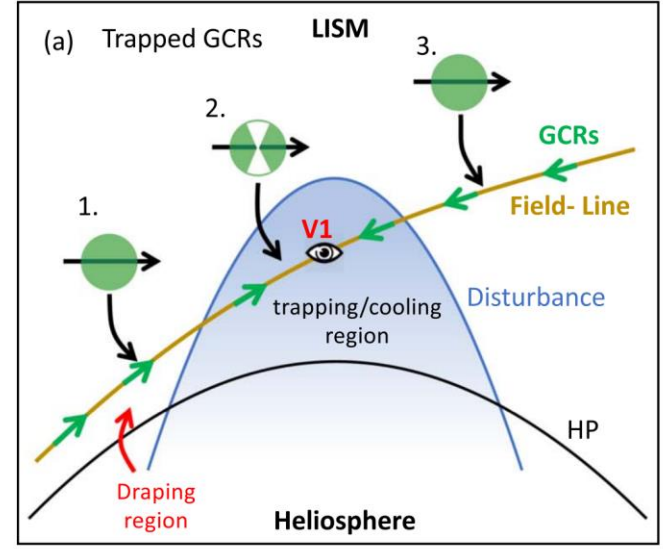 (a) Trapped GCRs
LISM
3.
2.
GCRs
1.
V1
Field- Line
trapping/cooling
region
Disturbance
HP
Draping
region
Heliosphere